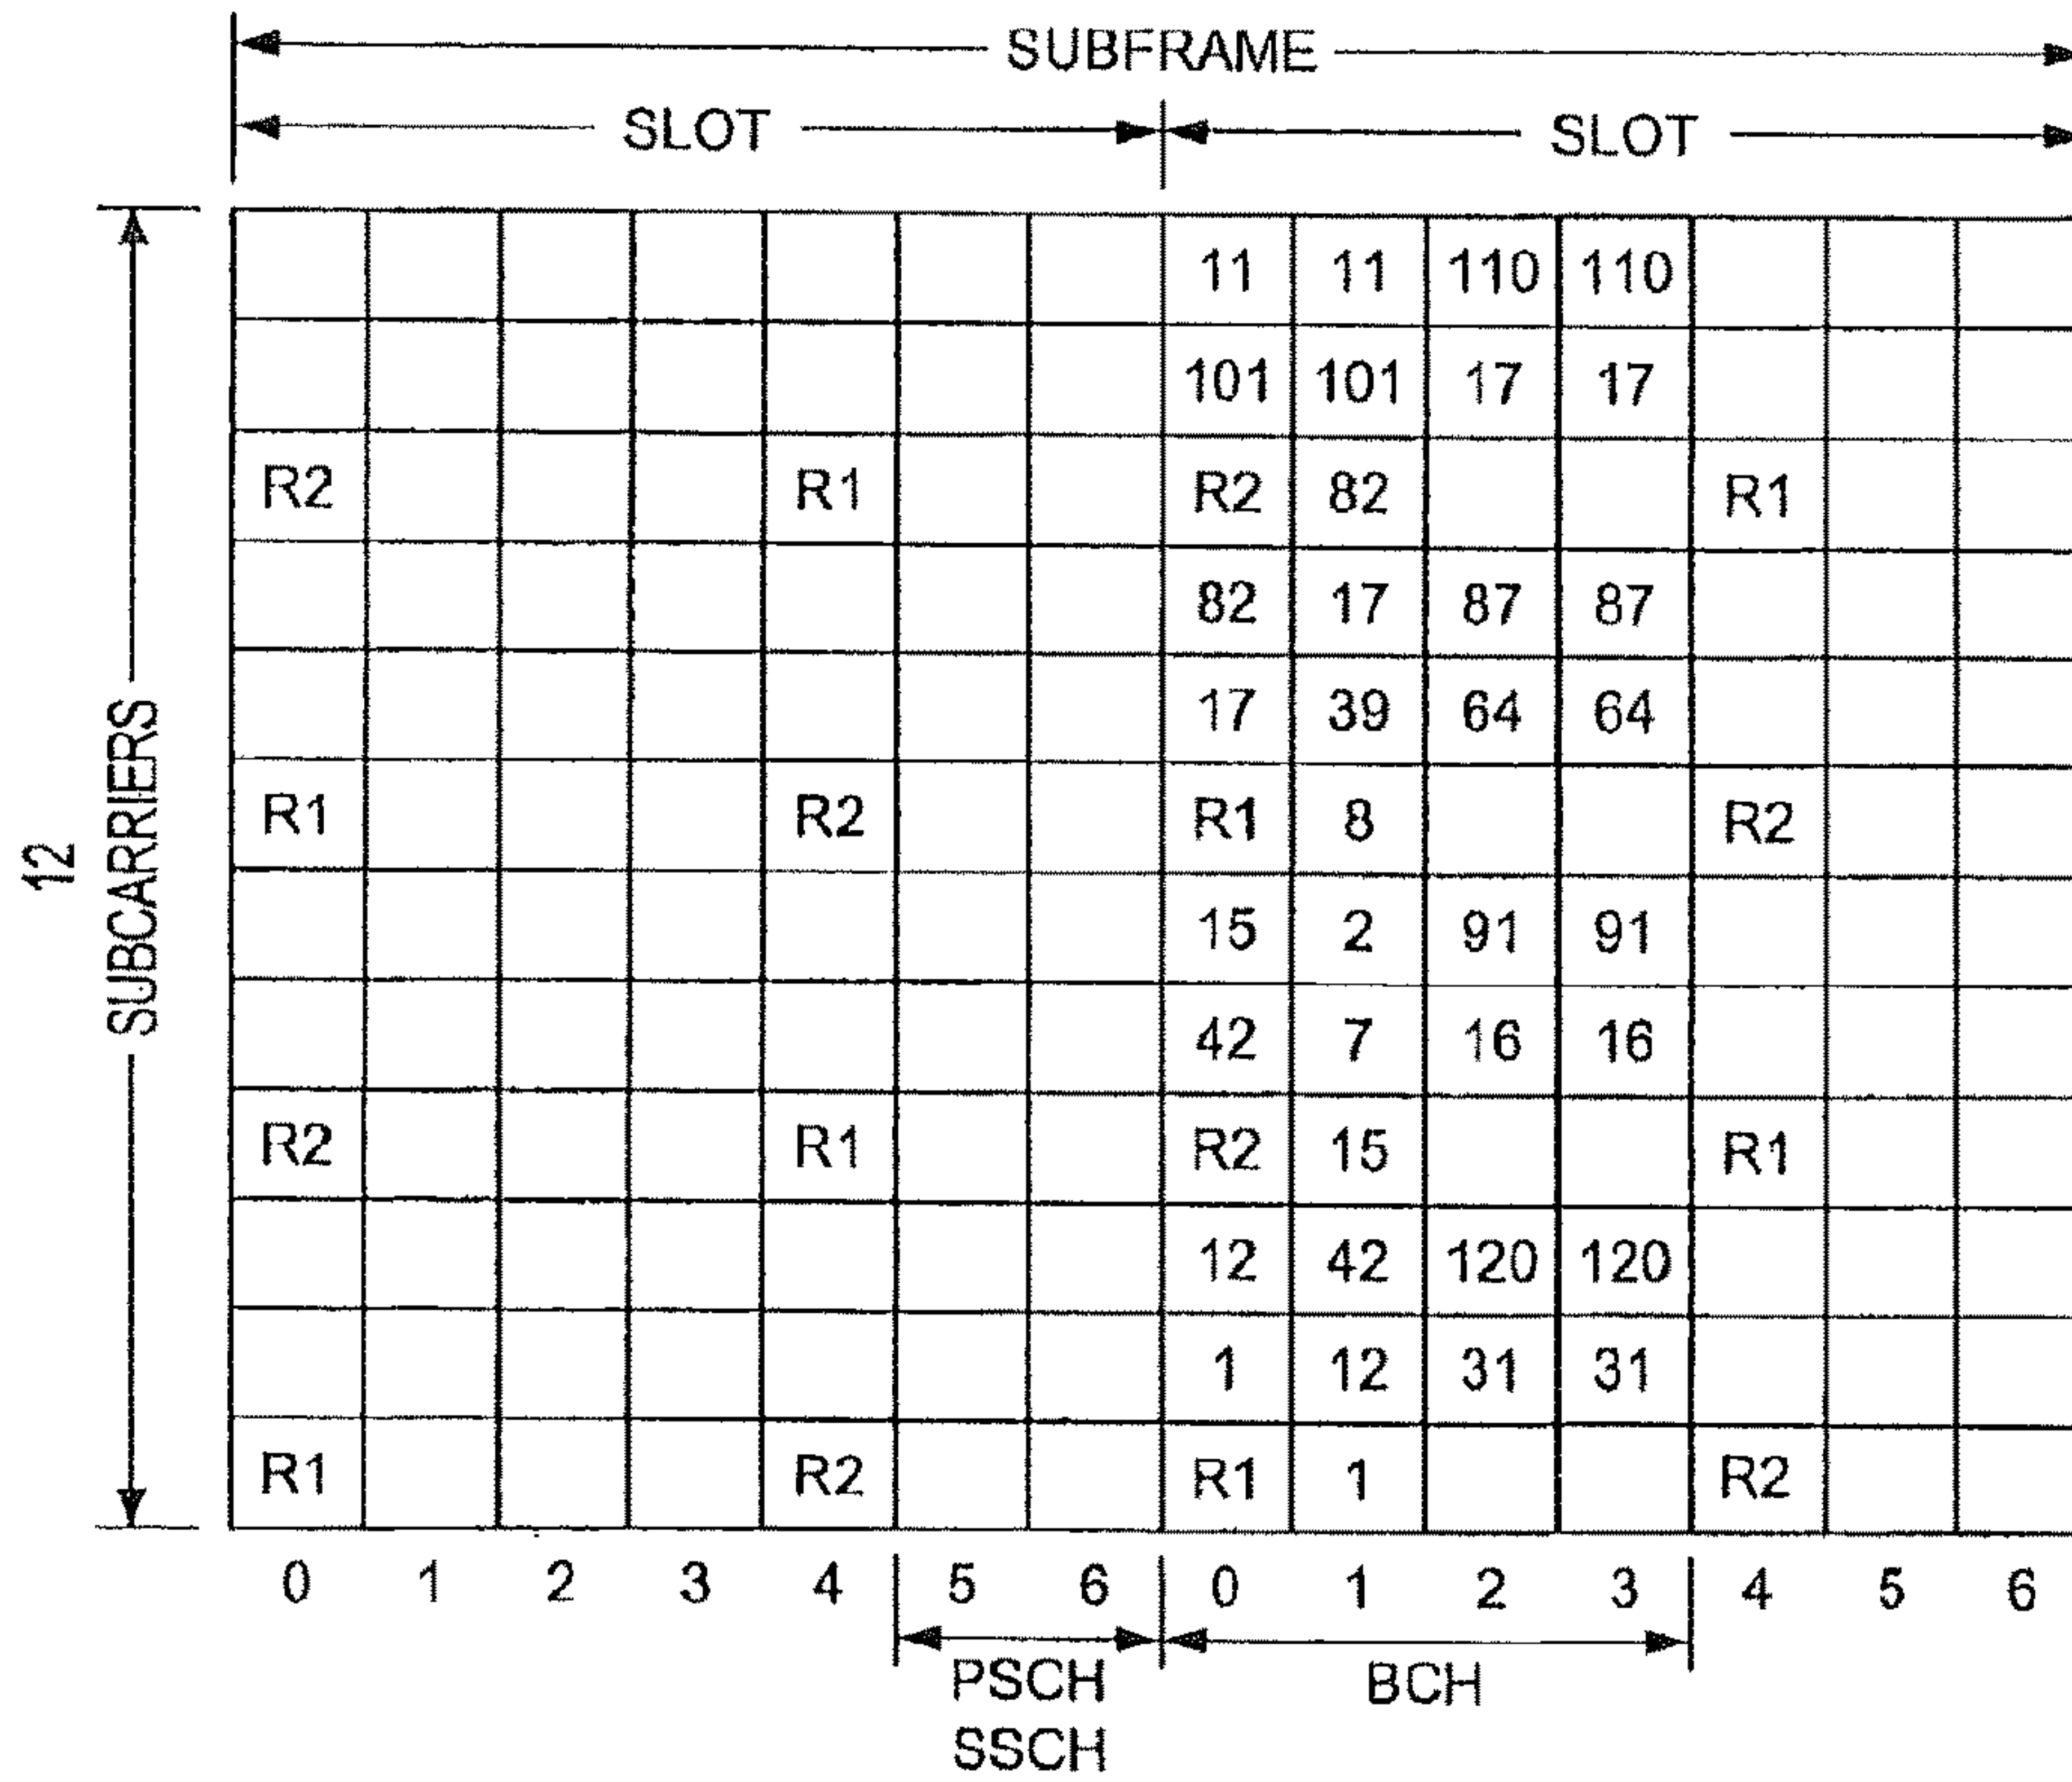 SUBFRAME
SLOT SLOT
11 11 110 110
101 101 17 17
R2 R1 R2 82 R1
82 17 87 87
17 39 64 64
R1 R2 R1 8 R2
15 2 91 91
42 7 16 16
R2 R1 R2 15 R1
12 42 120 120
1 12 31 31
R1 R2 R1 1 R2
12
SUBCARRIERS
0 1 2 3 4 5 6 0 1 2 3 4 5 6
PSCH BCH
SSCH